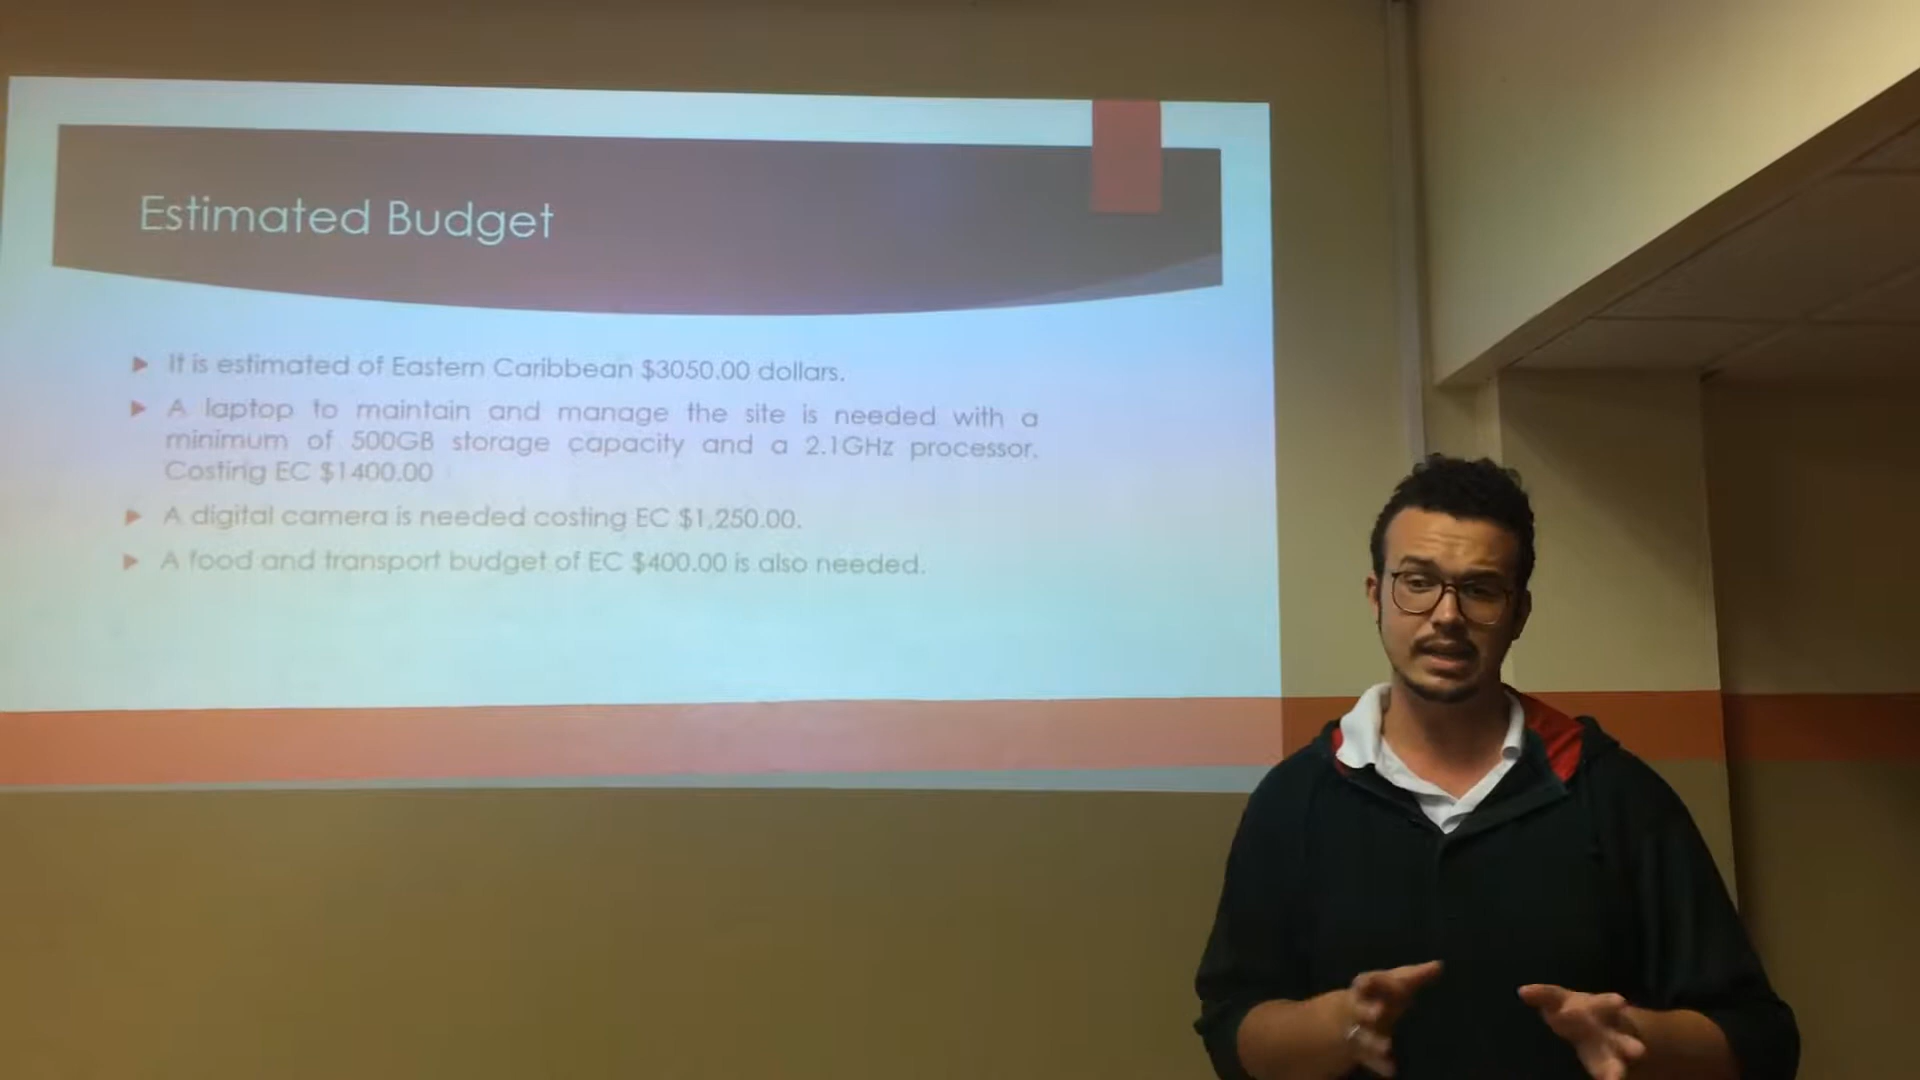 Estimated Budget
It is estimated of Eastern Caribbean $3050.00 dollars.
A laptop to maintain and manage the site is needed with a
minimum of 500GB storage capacity and a 2.1GHz processor.
Costing EC $1400.00
A digital camera is needed costing EC $1,250.00.
A food and transport budget of EC $400.00 is also needed.